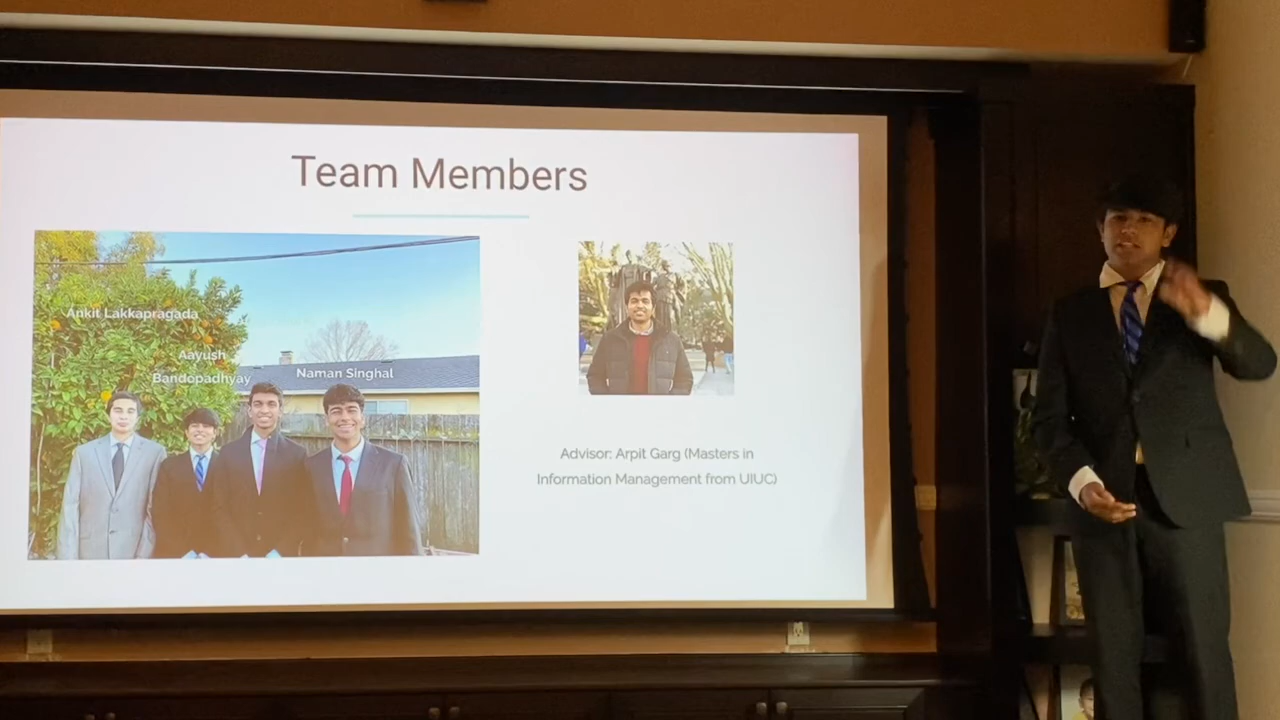 Team Members
Ankit Lakkapragada
Aayush
Bandopadhyay
Naman Singhal
Advisor: Arpit Garg (Masters in
Information Management from UIUC)